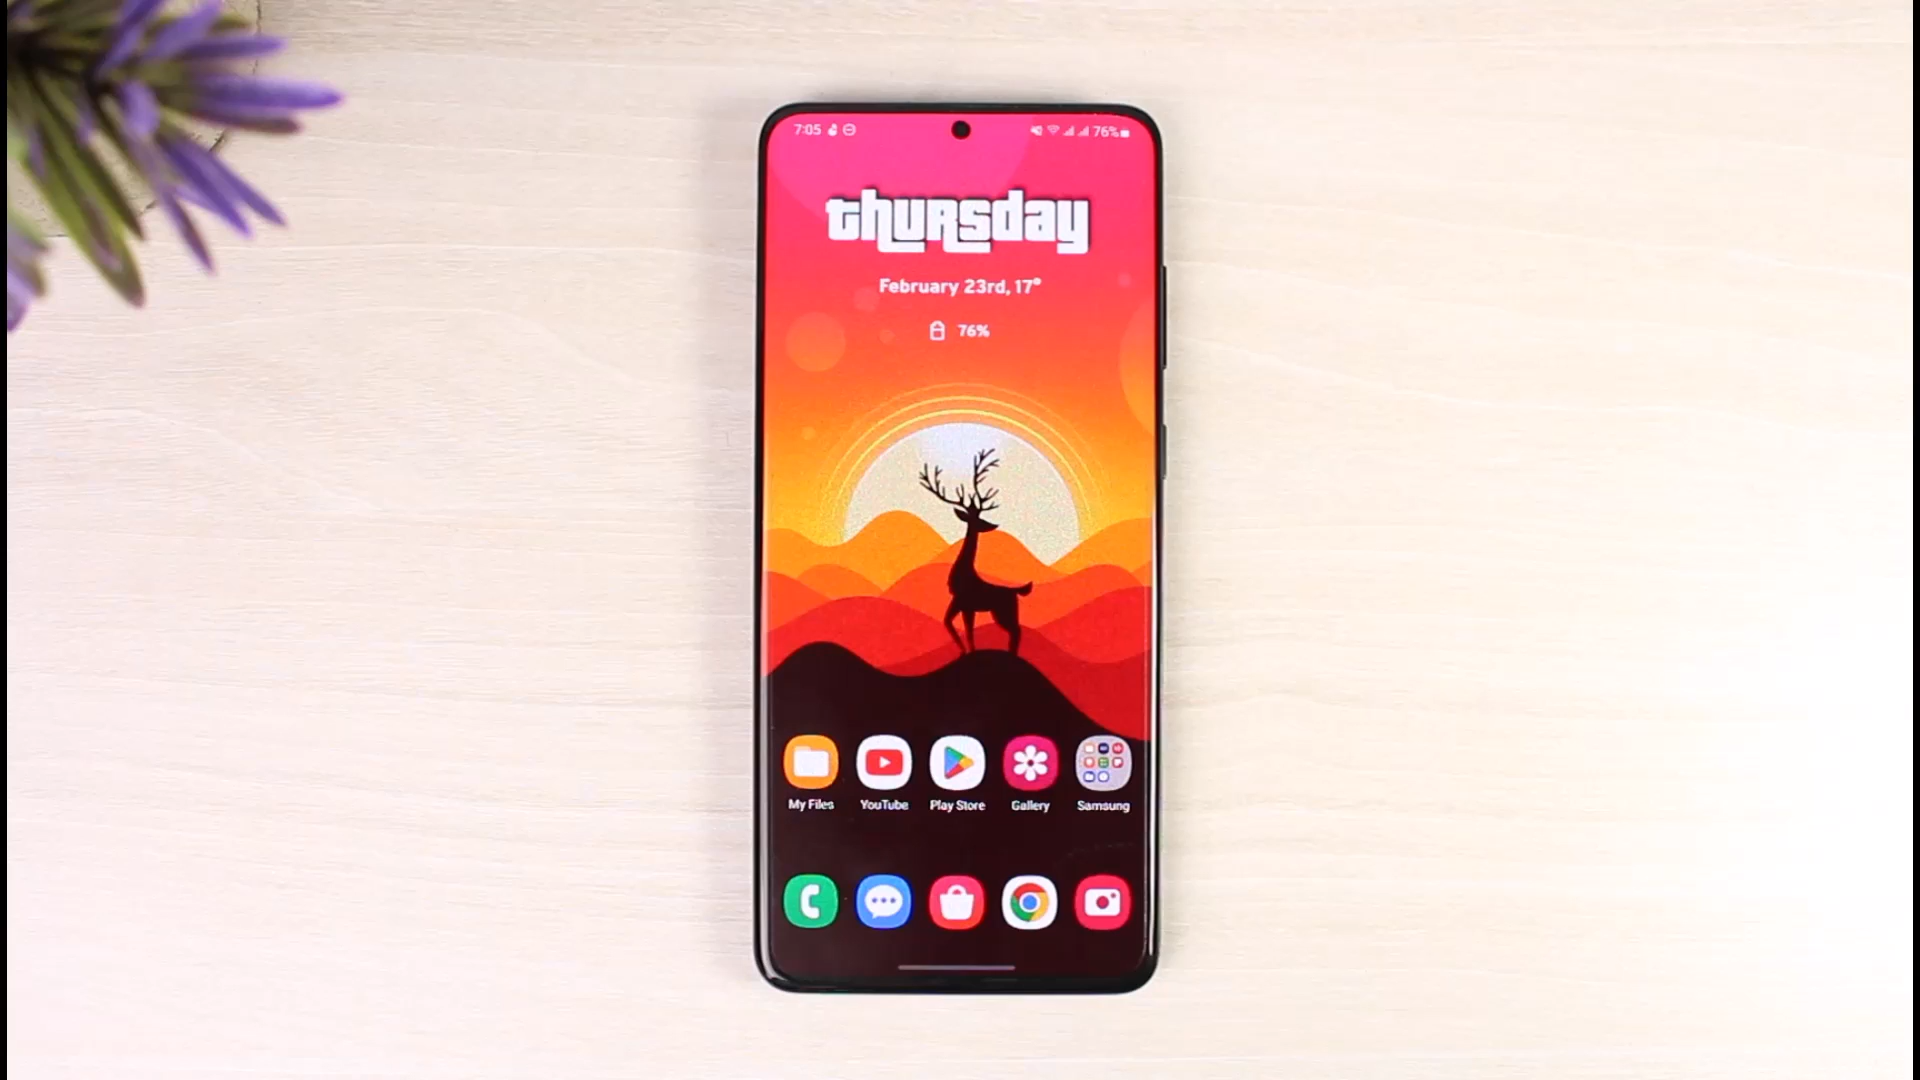 7:05 76%
thursday
February 23rd, 17°
76%
My Files YouTube Play Store Gallery Samsung